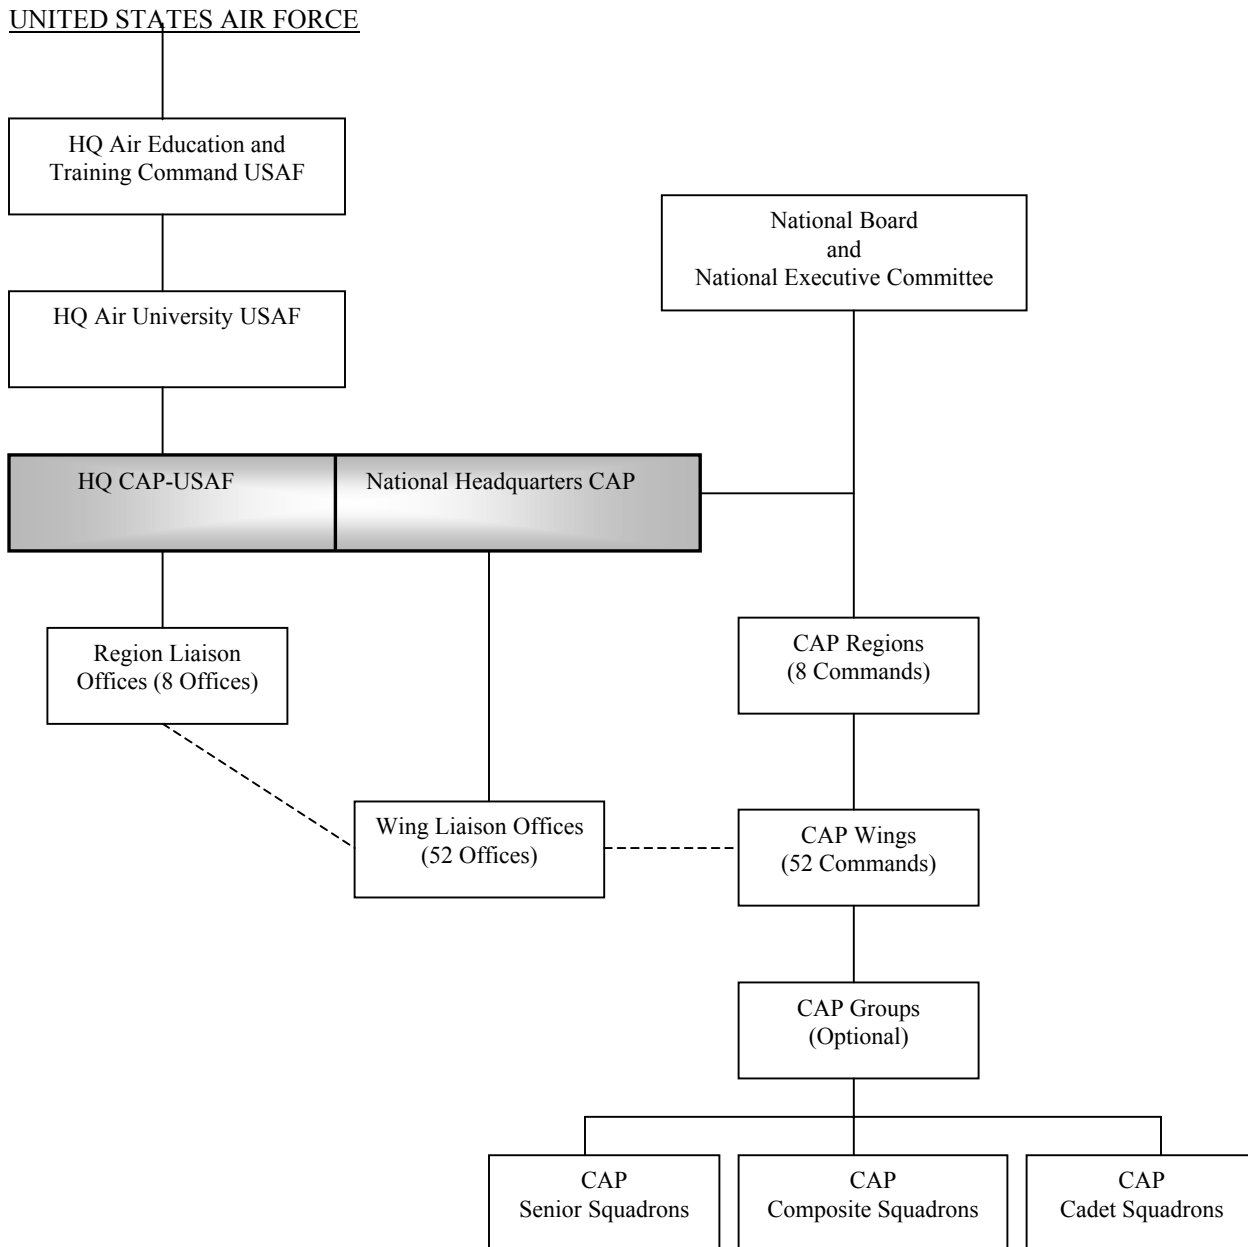 UNITED STATES AIR FORCE
HQ Air Education and
Training Command USAF
National Board
and
National Executive Committee
HQ Air University USAF
HQ CAP-USAF
National Headquarters CAP
Region Liaison
Offices (8 Offices)
CAP Regions
(8 Commands)
Wing Liaison Offices
(52 Offices)
CAP Wings
(52 Commands)
CAP Groups
(Optional)
CAP
Senior Squadrons
CAP
Composite Squadrons
CAP
Cadet Squadrons